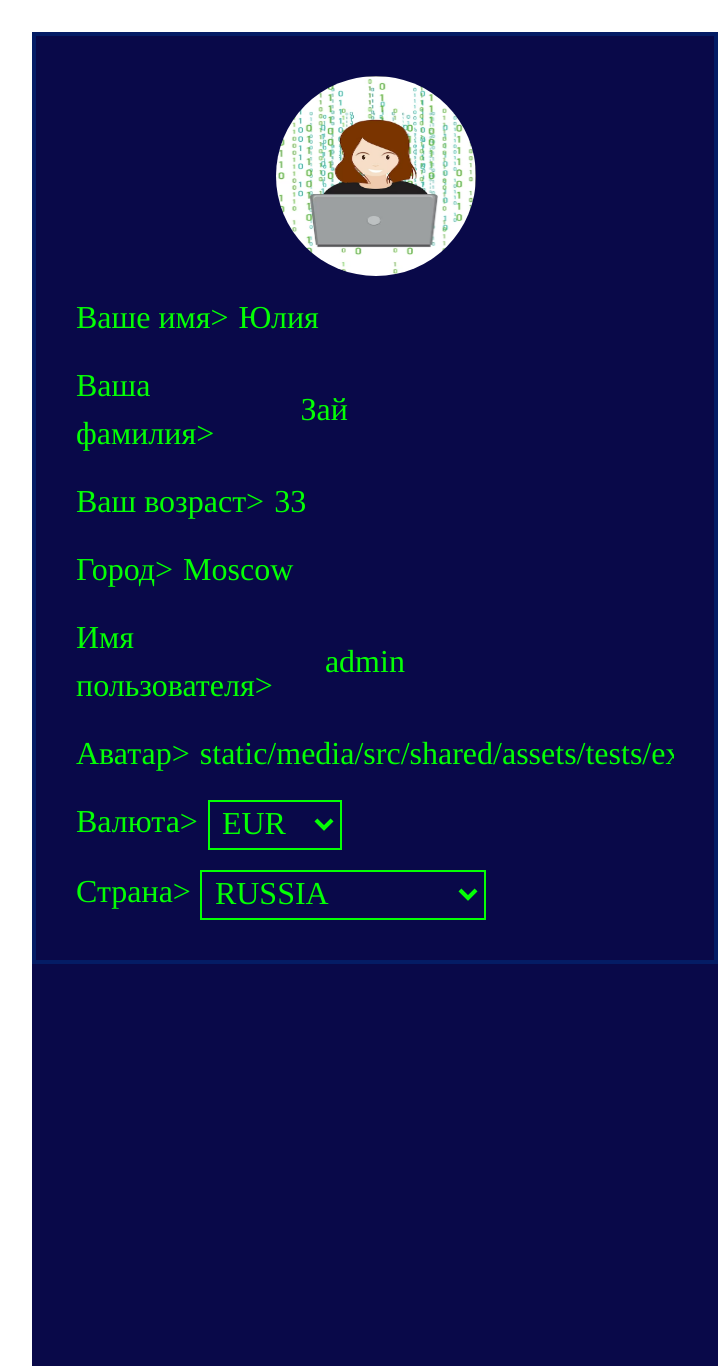 Ваше имя> Юлия
Ваша
фамилия>
Зай
Ваш возраст> 33
Город> Moscow
Имя
пользователя>
admin
Аватар> static/media/src/shared/assets/tests/ex
Валюта> EUR
Страна> RUSSIA